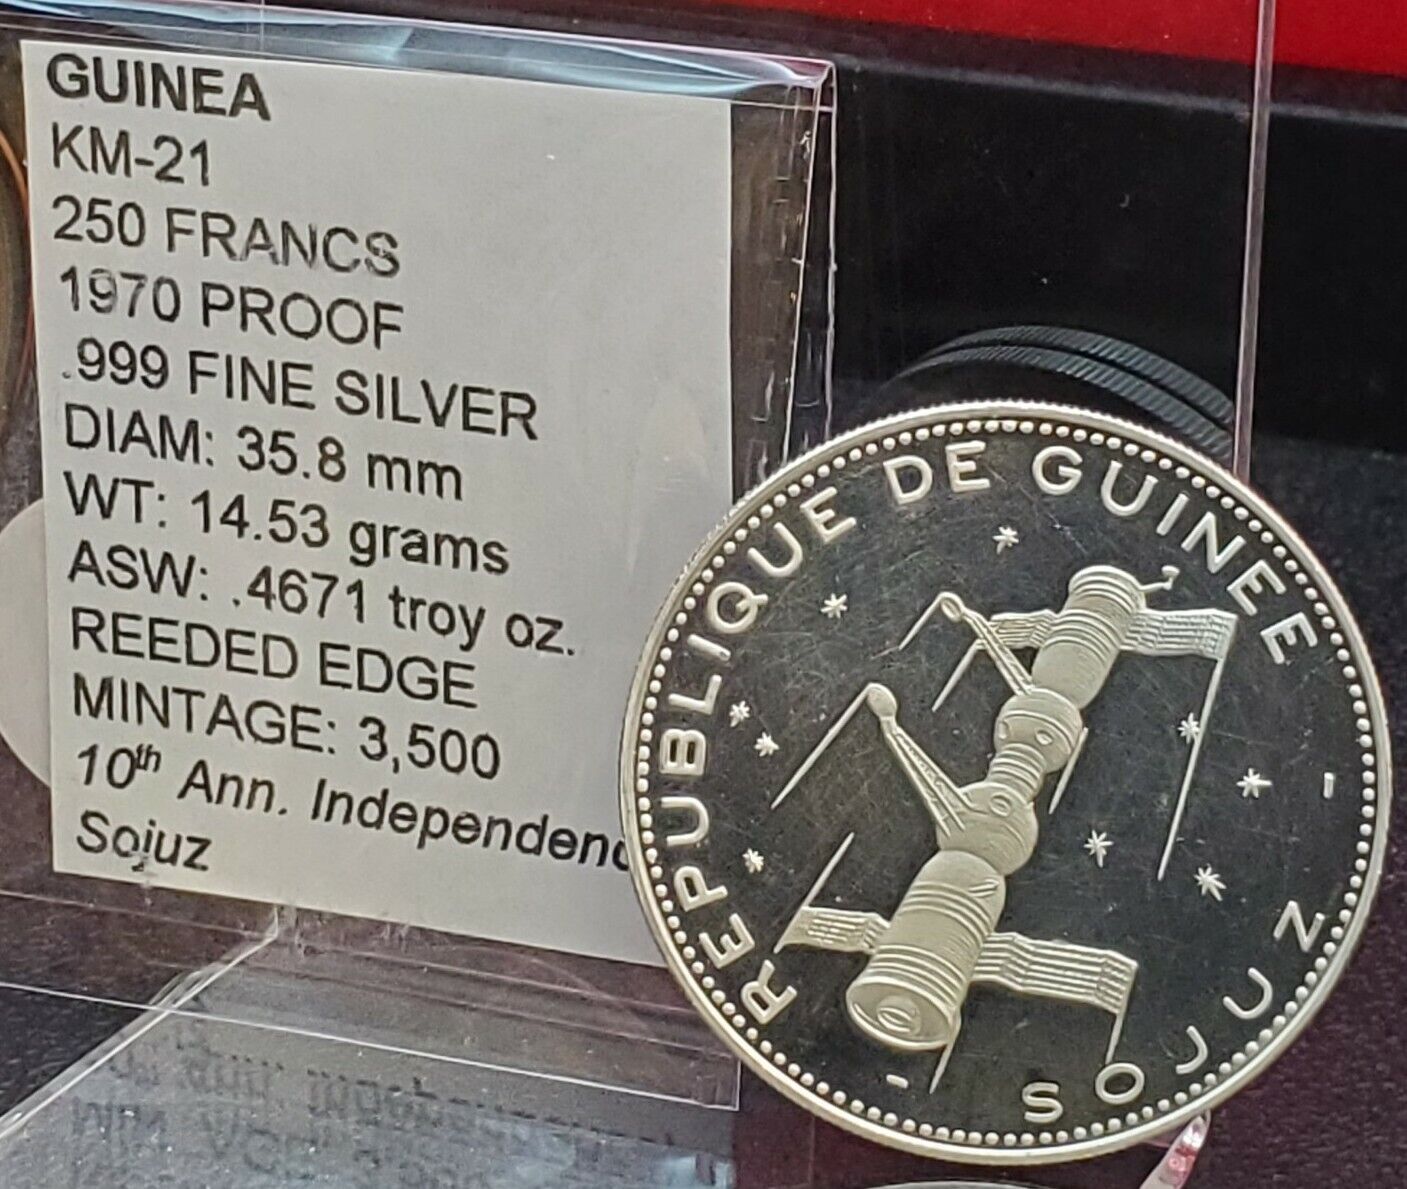 GUINEA
KM-21
250 FRANCS
1970 PROOF
.999 FINE SILVER
DIAM: 35.8 mm
WT: 14.53 grams
ASW: .4671 troy oz.
REEDED EDGE
MINTAGE: 3,500
10th Ann. Independenc
Sojuz
REPUBLIQUE DE GUINEE
- SOJUZ -